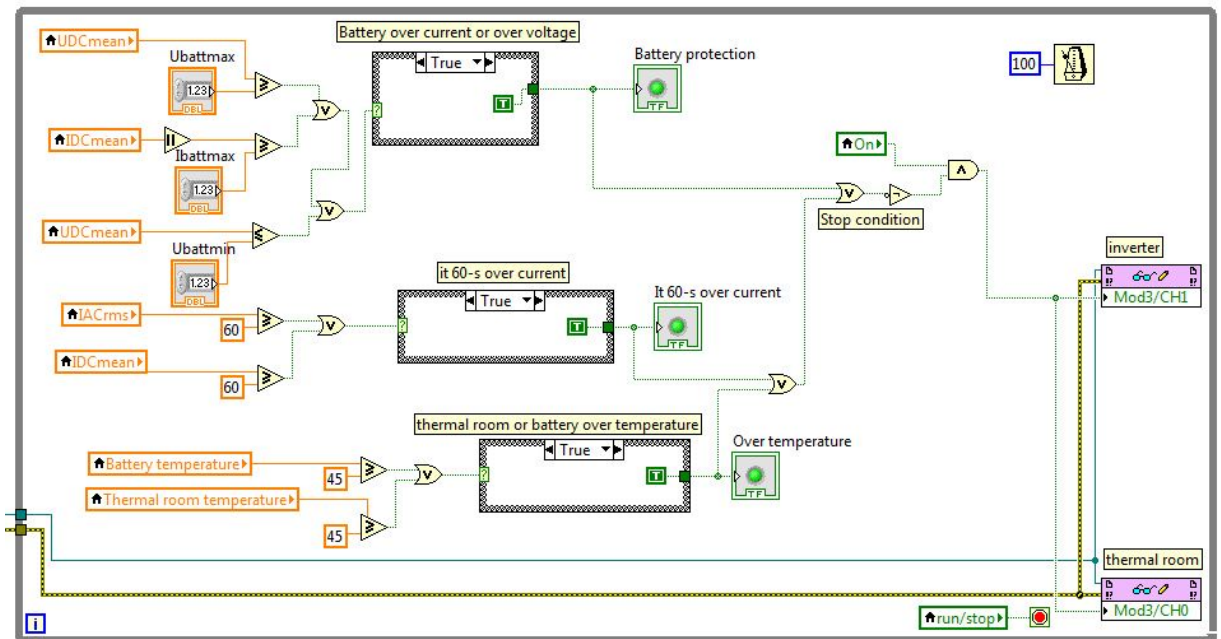 Battery over current or over voltage
UDCmean
Ubattmax
1.23
DBL
True
T
Battery protection
TF
100
IDCmean
Ibattmax
1.23
DBL
?
On
Stop condition
UDCmean
Ubattmin
1.23
DBL
inverter
Mod3/CH1
it 60-s over current
True
T
?
It 60-s over current
TF
IACrms
60
IDCmean
60
thermal room or battery over temperature
True
T
?
Over temperature
TF
Battery temperature
45
Thermal room temperature
45
thermal room
Mod3/CH0
run/stop
i